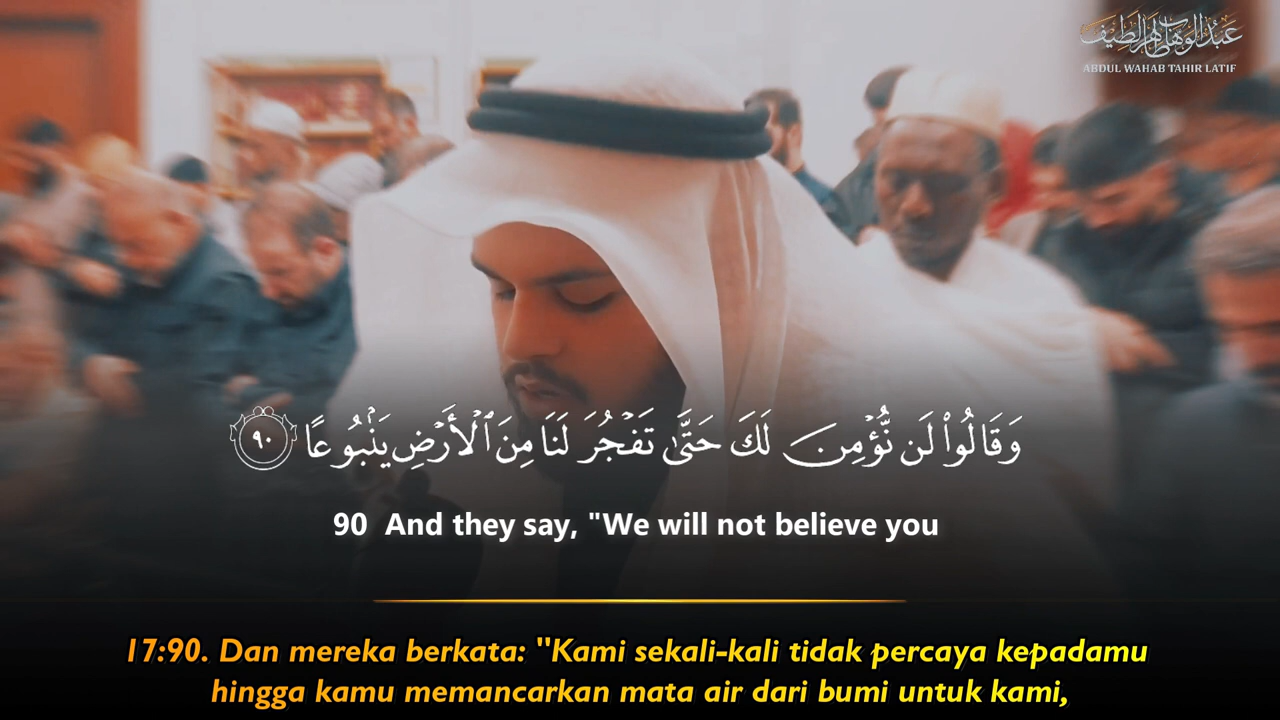 عبدالوهاب طاهر لطيف
ABDUL WAHAB TAHIR LATIF
وَقَالُوا۟ لَن نُّؤۡمِنَ لَكَ حَتَّىٰ تَفۡجُرَ لَنَا مِنَ ٱلۡأَرۡضِ يَنۢبُوعًا ٩٠
90 And they say, "We will not believe you
17:90. Dan mereka berkata: "Kami sekali-kali tidak percaya kepadamu
hingga kamu memancarkan mata air dari bumi untuk kami,